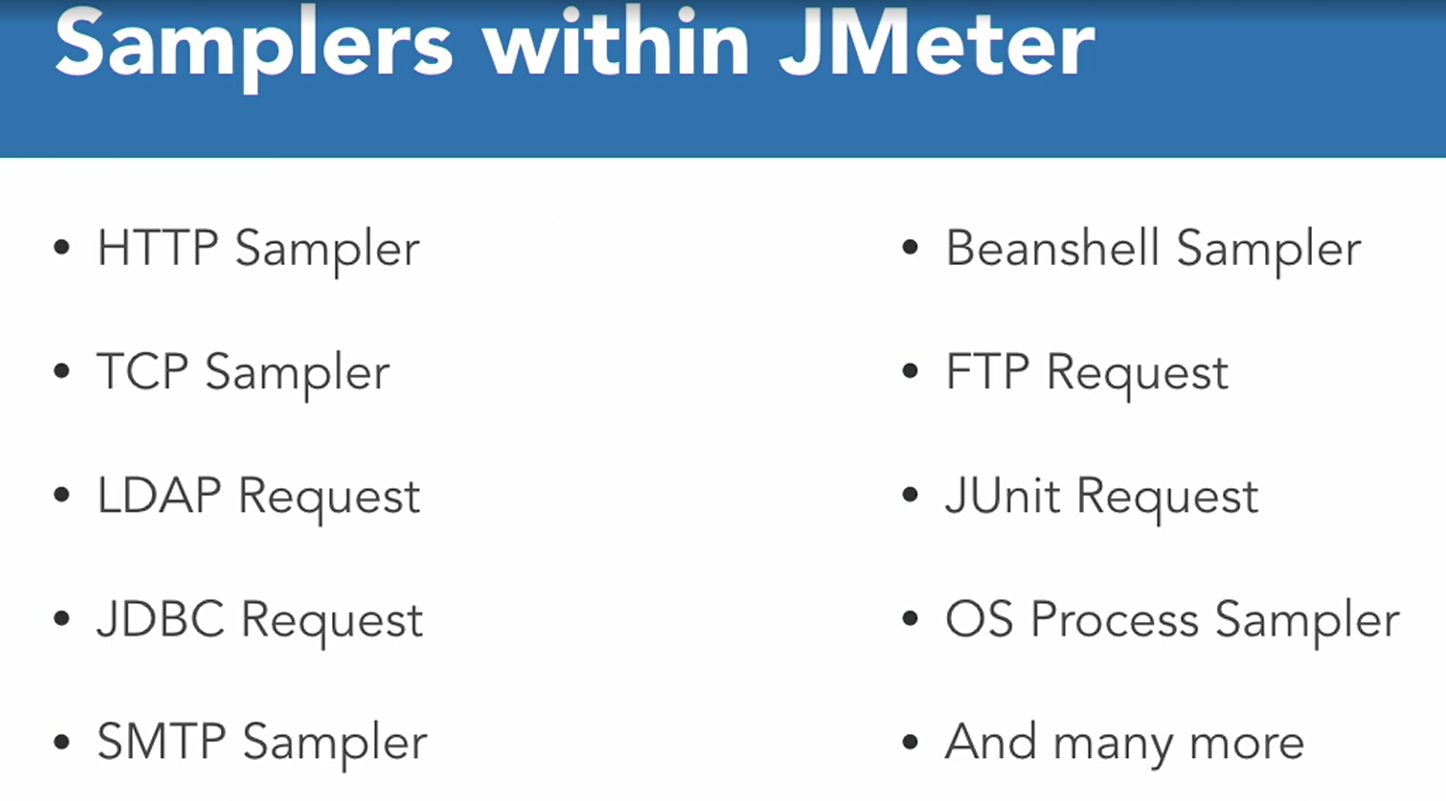 Samplers within JMeter
• HTTP Sampler
• TCP Sampler
• LDAP Request
• JDBC Request
• SMTP Sampler
• Beanshell Sampler
• FTP Request
• JUnit Request
• OS Process Sampler
• And many more